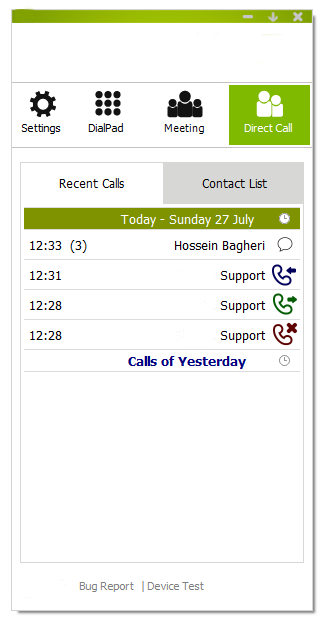 Settings DialPad Meeting Direct Call
Recent Calls Contact List
Today - Sunday 27 July
12:33 (3) Hossein Bagheri
12:31 Support
12:28 Support
12:28 Support
Calls of Yesterday
Bug Report | Device Test